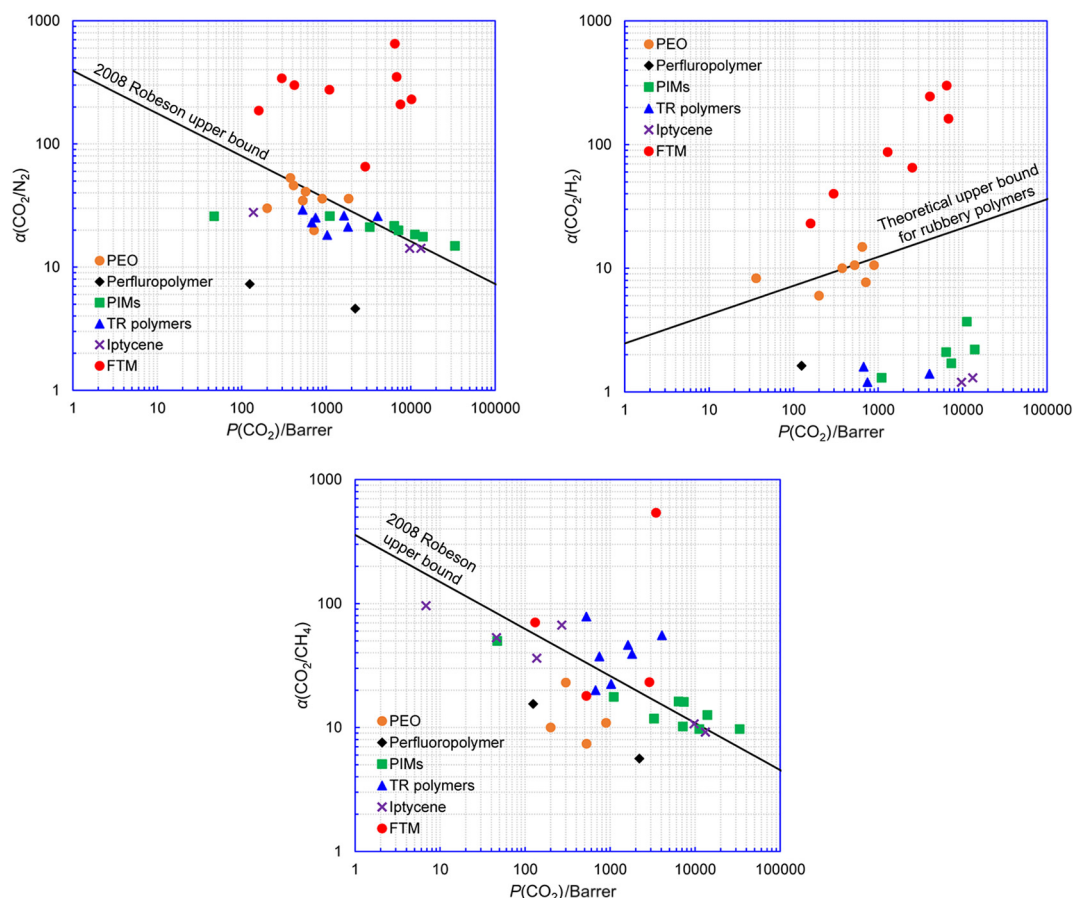 1000
100
10
1
α(CO2/N2)
2008 Robeson upper bound
PEO
Perfluropolymer
PIMs
TR polymers
Iptycene
FTM
1 10 100 1000 10000 100000
P(CO2)/Barrer
1000
100
10
1
α(CO2/H2)
PEO
Perfluropolymer
PIMs
TR polymers
Iptycene
FTM
Theoretical upper bound
for rubbery polymers
1 10 100 1000 10000 100000
P(CO2)/Barrer
1000
100
10
1
α(CO2/CH4)
2008 Robeson
upper bound
PEO
Perfluoropolymer
PIMs
TR polymers
Iptycene
FTM
1 10 100 1000 10000 100000
P(CO2)/Barrer